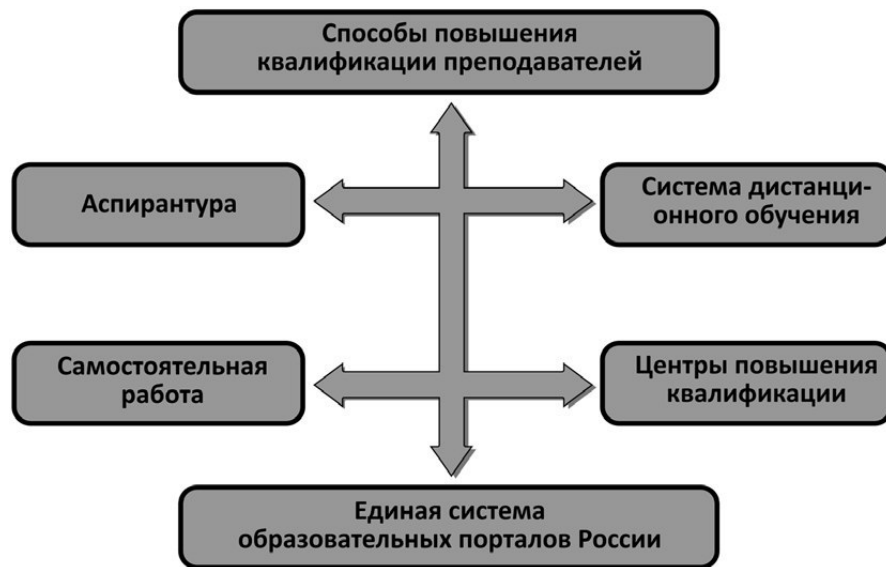 Способы повышения
квалификации преподавателей
Аспирантура
Система дистанци-
онного обучения
Самостоятельная
работа
Центры повышения
квалификации
Единая система
образовательных порталов России